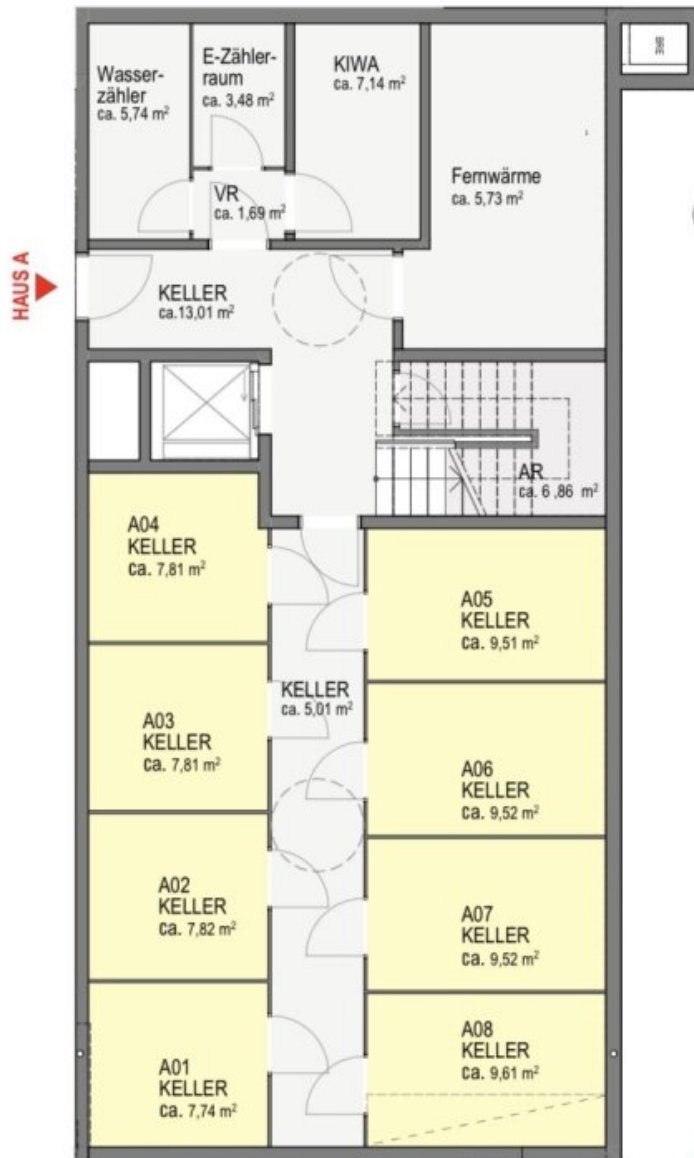 Wasser-
zähler
ca. 5,74 m²
E-Zähler-
raum
ca. 3,48 m²
KIWA
ca. 7,14 m²
BRE
Fernwärme
ca. 5,73 m²
VR
ca. 1,69 m²
HAUS A
KELLER
ca.13,01 m²
AR
ca. 6 ,86 m²
A04
KELLER
ca. 7,81 m²
A05
KELLER
ca. 9,51 m²
KELLER
ca. 5,01 m²
A03
KELLER
ca. 7,81 m²
A06
KELLER
ca. 9,52 m²
A02
KELLER
ca. 7,82 m²
A07
KELLER
ca. 9,52 m²
A01
KELLER
ca. 7,74 m²
A08
KELLER
ca. 9,61 m²